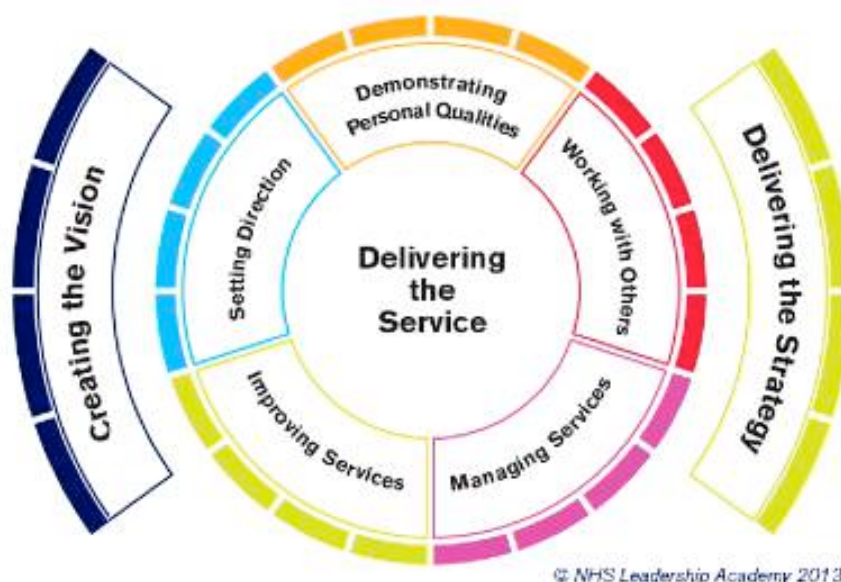 Demonstrating
Personal Qualities
Working with Others
Managing Services
Improving Services
Setting Direction
Delivering
the
Service
Creating the Vision
Delivering the Strategy
© NHS Leadership Academy 2013